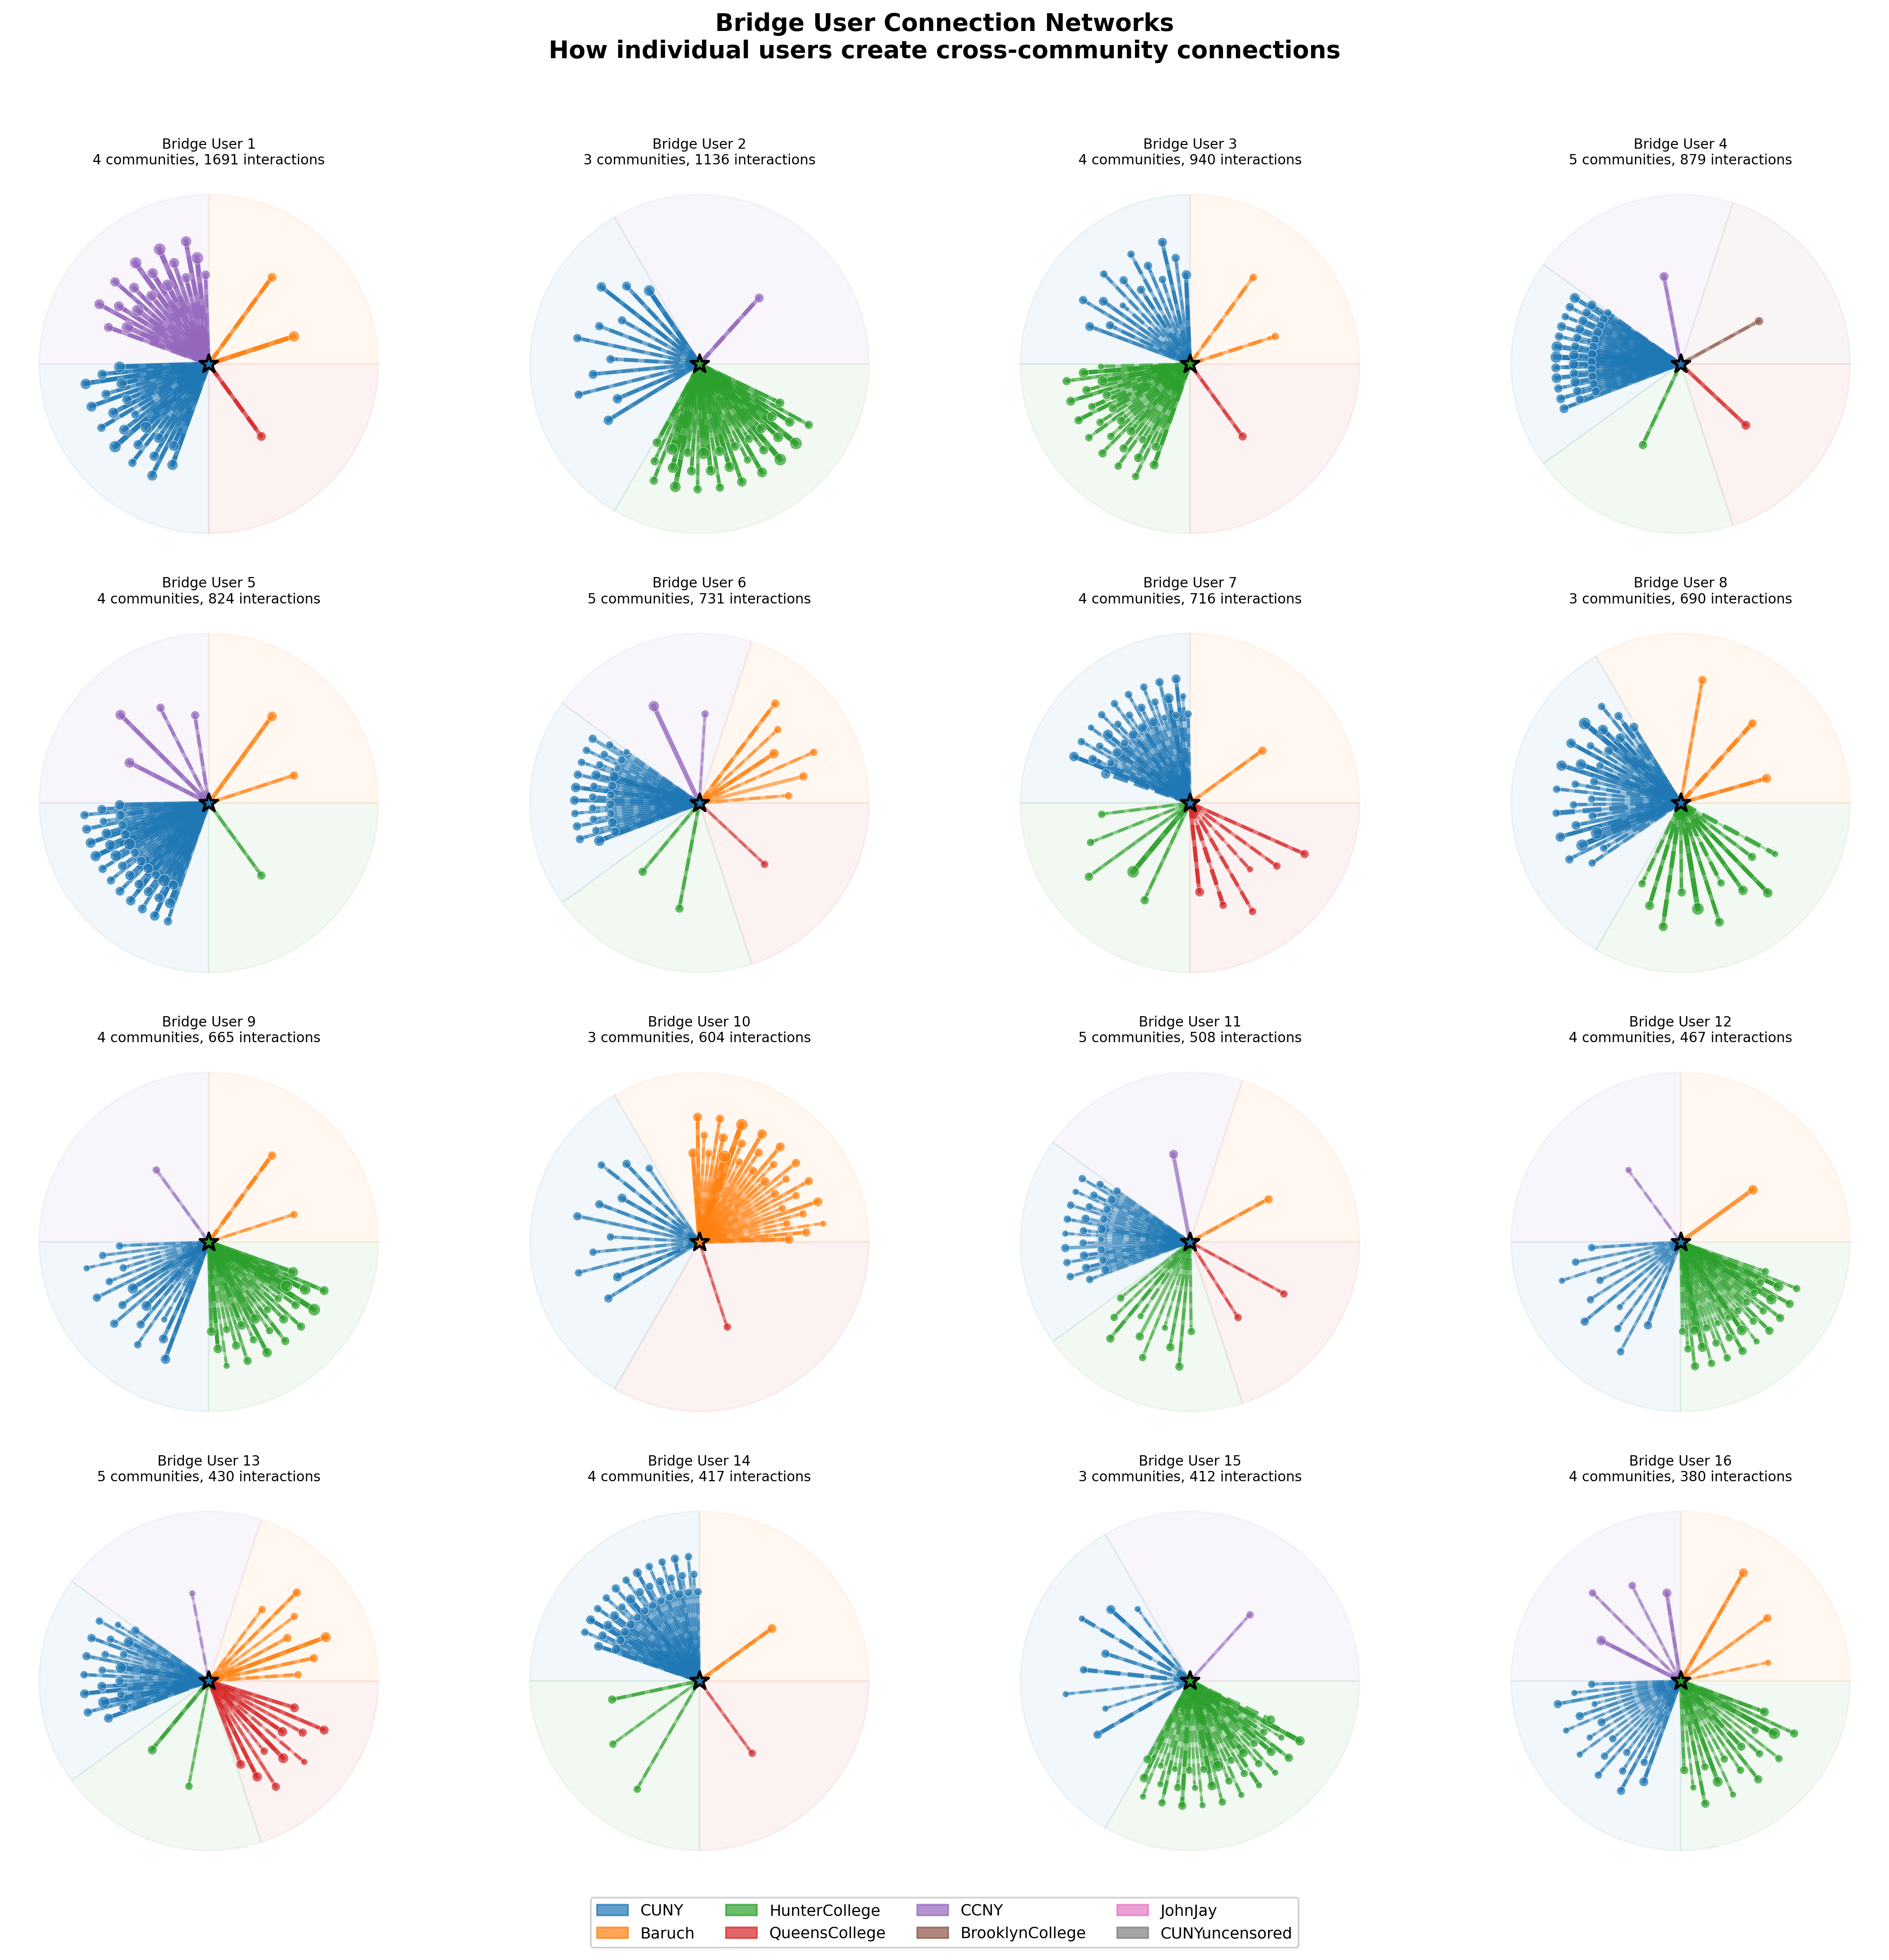 Bridge User Connection Networks
How individual users create cross-community connections
Bridge User 1
4 communities, 1691 interactions
Bridge User 2
3 communities, 1136 interactions
Bridge User 3
4 communities, 940 interactions
Bridge User 4
5 communities, 879 interactions
Bridge User 5
4 communities, 824 interactions
Bridge User 6
5 communities, 731 interactions
Bridge User 7
4 communities, 716 interactions
Bridge User 8
3 communities, 690 interactions
Bridge User 9
4 communities, 665 interactions
Bridge User 10
3 communities, 604 interactions
Bridge User 11
5 communities, 508 interactions
Bridge User 12
4 communities, 467 interactions
Bridge User 13
5 communities, 430 interactions
Bridge User 14
4 communities, 417 interactions
Bridge User 15
3 communities, 412 interactions
Bridge User 16
4 communities, 380 interactions
CUNY
Baruch
HunterCollege
QueensCollege
CCNY
BrooklynCollege
JohnJay
CUNYuncensored